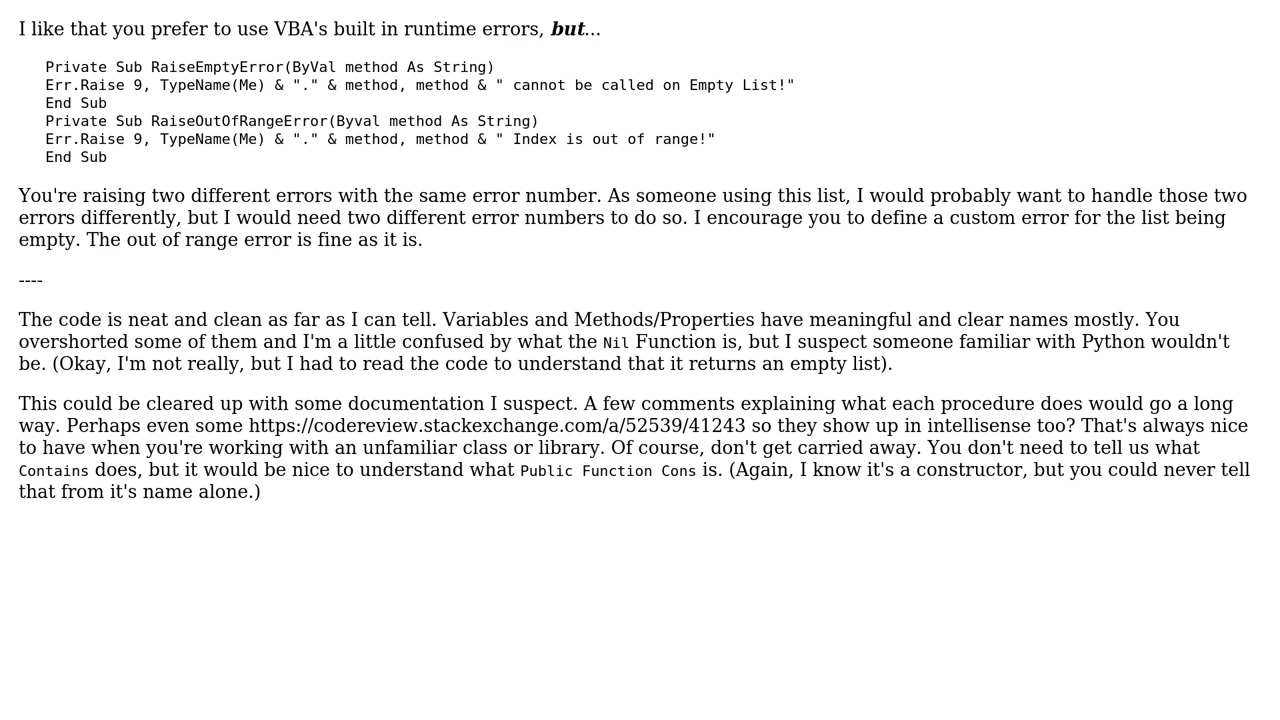 I like that you prefer to use VBA's built in runtime errors, but...
Private Sub RaiseEmptyError(ByVal method As String)
Err.Raise 9, TypeName(Me) & "." & method, method & " cannot be called on Empty List!"
End Sub
Private Sub RaiseOutOfRangeError(Byval method As String)
Err.Raise 9, TypeName(Me) & "." & method, method & " Index is out of range!"
End Sub
You're raising two different errors with the same error number. As someone using this list, I would probably want to handle those two
errors differently, but I would need two different error numbers to do so. I encourage you to define a custom error for the list being
empty. The out of range error is fine as it is.
----
The code is neat and clean as far as I can tell. Variables and Methods/Properties have meaningful and clear names mostly. You
overshorted some of them and I'm a little confused by what the Nil Function is, but I suspect someone familiar with Python wouldn't
be. (Okay, I'm not really, but I had to read the code to understand that it returns an empty list).
This could be cleared up with some documentation I suspect. A few comments explaining what each procedure does would go a long
way. Perhaps even some https://codereview.stackexchange.com/a/52539/41243 so they show up in intellisense too? That's always nice
to have when you're working with an unfamiliar class or library. Of course, don't get carried away. You don't need to tell us what
Contains does, but it would be nice to understand what Public Function Cons is. (Again, I know it's a constructor, but you could never tell
that from it's name alone.)